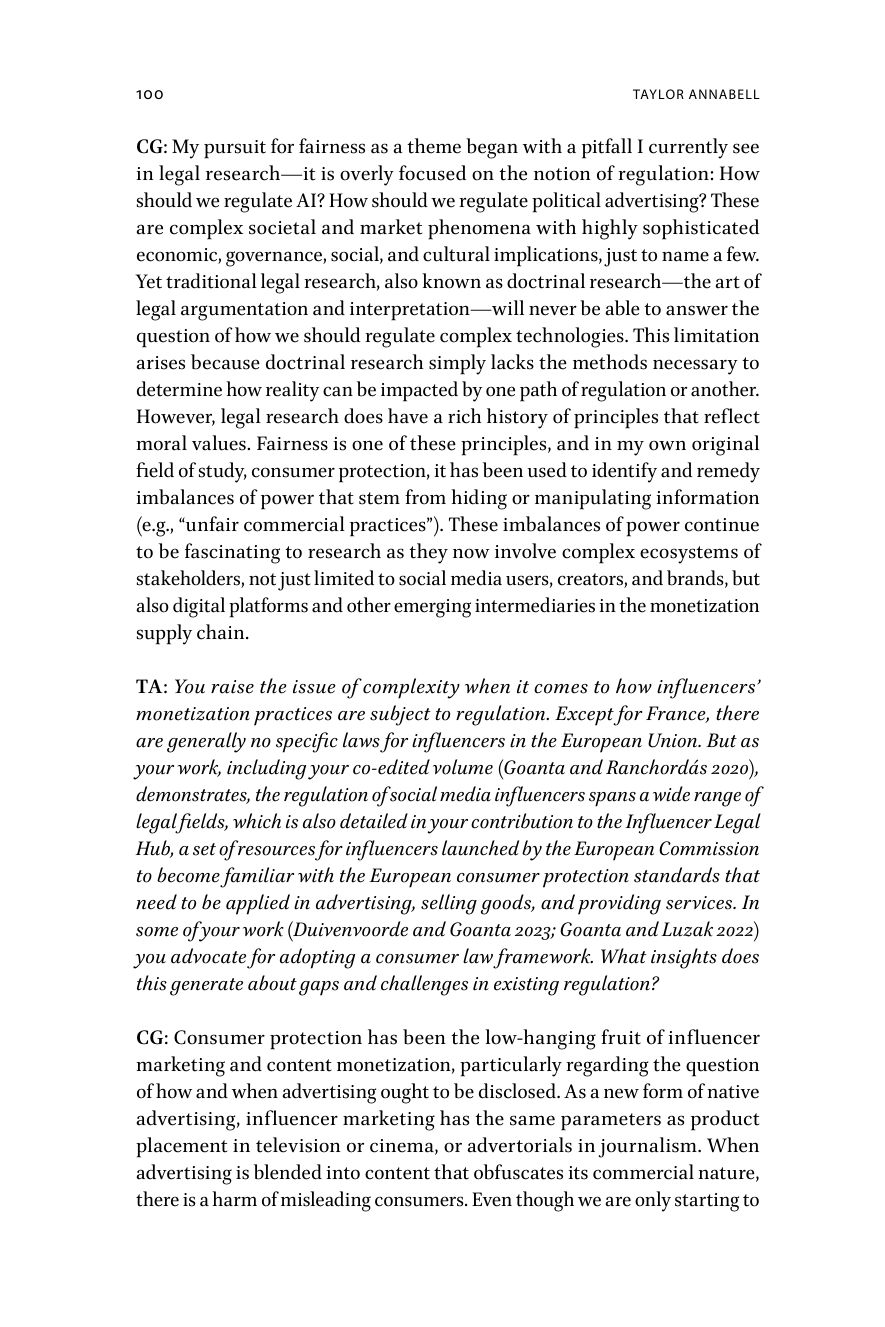 100
TAYLOR ANNABELL
CG: My pursuit for fairness as a theme began with a pitfall I currently see
in legal research—it is overly focused on the notion of regulation: How
should we regulate AI? How should we regulate political advertising? These
are complex societal and market phenomena with highly sophisticated
economic, governance, social, and cultural implications, just to name a few.
Yet traditional legal research, also known as doctrinal research—the art of
legal argumentation and interpretation—will never be able to answer the
question of how we should regulate complex technologies. This limitation
arises because doctrinal research simply lacks the methods necessary to
determine how reality can be impacted by one path of regulation or another.
However, legal research does have a rich history of principles that reflect
moral values. Fairness is one of these principles, and in my own original
field of study, consumer protection, it has been used to identify and remedy
imbalances of power that stem from hiding or manipulating information
(e.g., “unfair commercial practices”). These imbalances of power continue
to be fascinating to research as they now involve complex ecosystems of
stakeholders, not just limited to social media users, creators, and brands, but
also digital platforms and other emerging intermediaries in the monetization
supply chain.
TA: You raise the issue of complexity when it comes to how influencers’
monetization practices are subject to regulation. Except for France, there
are generally no specific laws for influencers in the European Union. But as
your work, including your co-edited volume (Goanta and Ranchordás 2020),
demonstrates, the regulation of social media influencers spans a wide range of
legal fields, which is also detailed in your contribution to the Influencer Legal
Hub, a set of resources for influencers launched by the European Commission
to become familiar with the European consumer protection standards that
need to be applied in advertising, selling goods, and providing services. In
some of your work (Duivenvoorde and Goanta 2023; Goanta and Luzak 2022)
you advocate for adopting a consumer law framework. What insights does
this generate about gaps and challenges in existing regulation?
CG: Consumer protection has been the low-hanging fruit of influencer
marketing and content monetization, particularly regarding the question
of how and when advertising ought to be disclosed. As a new form of native
advertising, influencer marketing has the same parameters as product
placement in television or cinema, or advertorials in journalism. When
advertising is blended into content that obfuscates its commercial nature,
there is a harm of misleading consumers. Even though we are only starting to